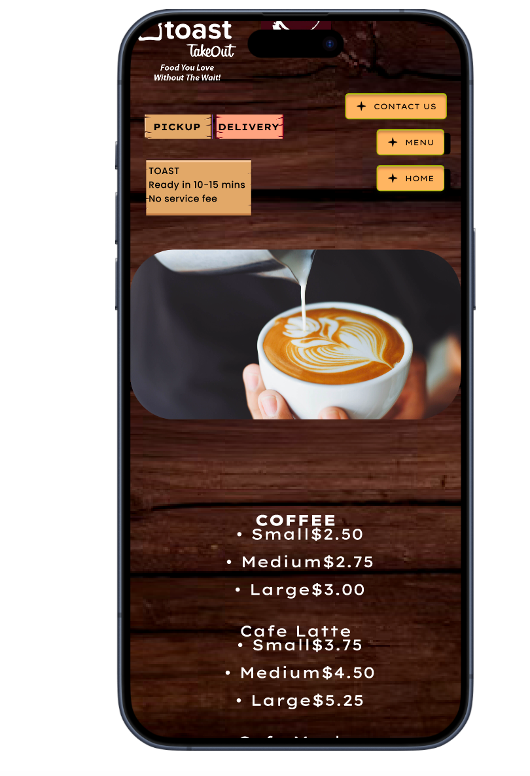 toast
TakeOut
Food You Love
Without The Wait!
CONTACT US
PICKUP DELIVERY
MENU
TOAST
Ready in 10-15 mins
No service fee
HOME
COFFEE
• Small$2.50
• Medium$2.75
• Large$3.00
Cafe Latte
• Small$3.75
• Medium$4.50
• Large$5.25